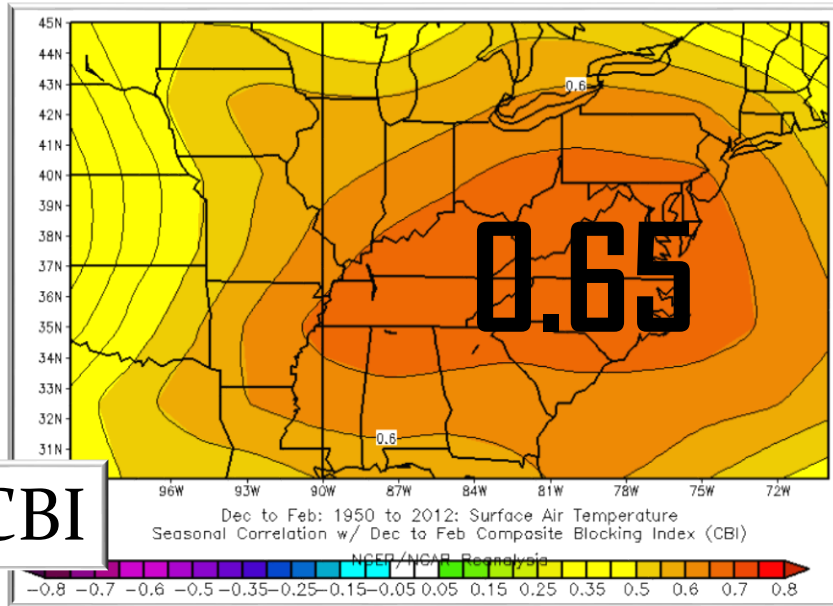 45N
44N
43N
42N
41N
40N
39N
38N
37N
36N
35N
34N
33N
32N
31N
0.6
0.65
0.6
CBI
96W 93W 90W 87W 84W 81W 78W 75W 72W
Dec to Feb: 1950 to 2012: Surface Air Temperature
Seasonal Correlation w/ Dec to Feb Composite Blocking Index (CBI)
NCEP/NCAR Reanalysis
-0.8 -0.7 -0.6 -0.5 -0.35 -0.25 -0.15 -0.05 0.05 0.15 0.25 0.35 0.5 0.6 0.7 0.8